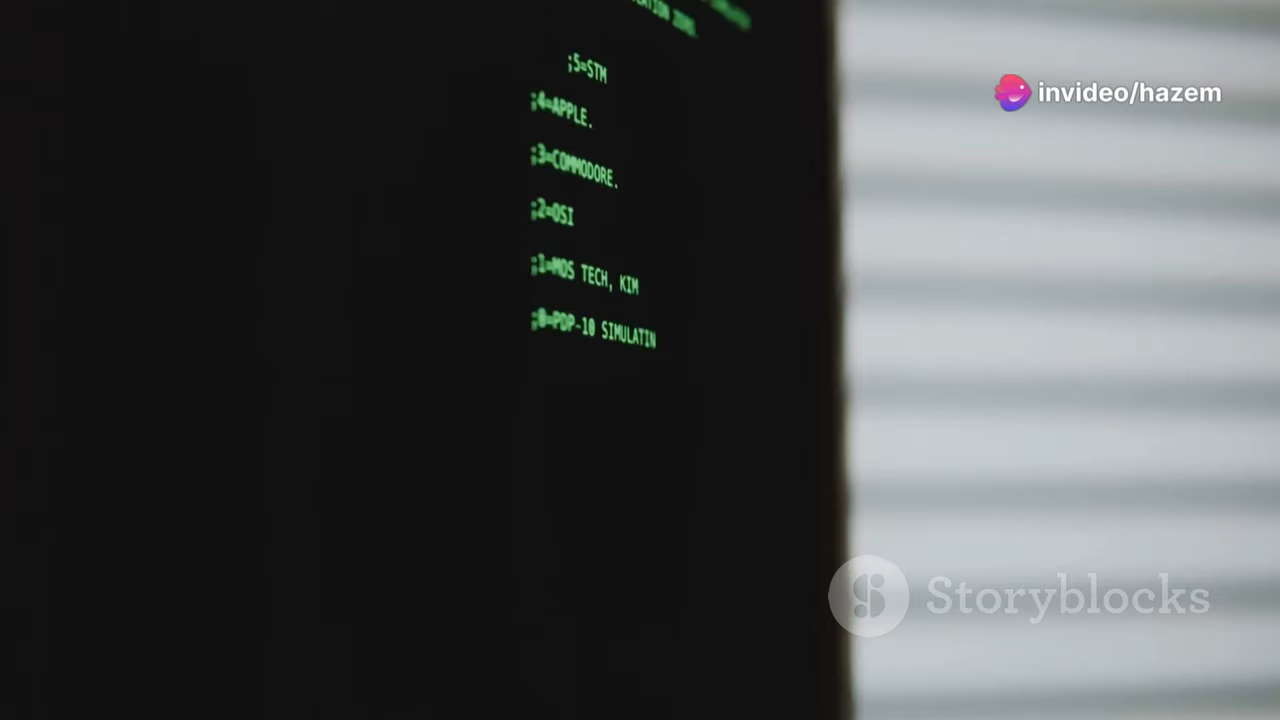 ;5=STM
;4=APPLE.
;3=COMMODORE.
;2=OSI
;1=MOS TECH, KIM
;0=PDP-10 SIMULATIN
invideo/hazem
Storyblocks